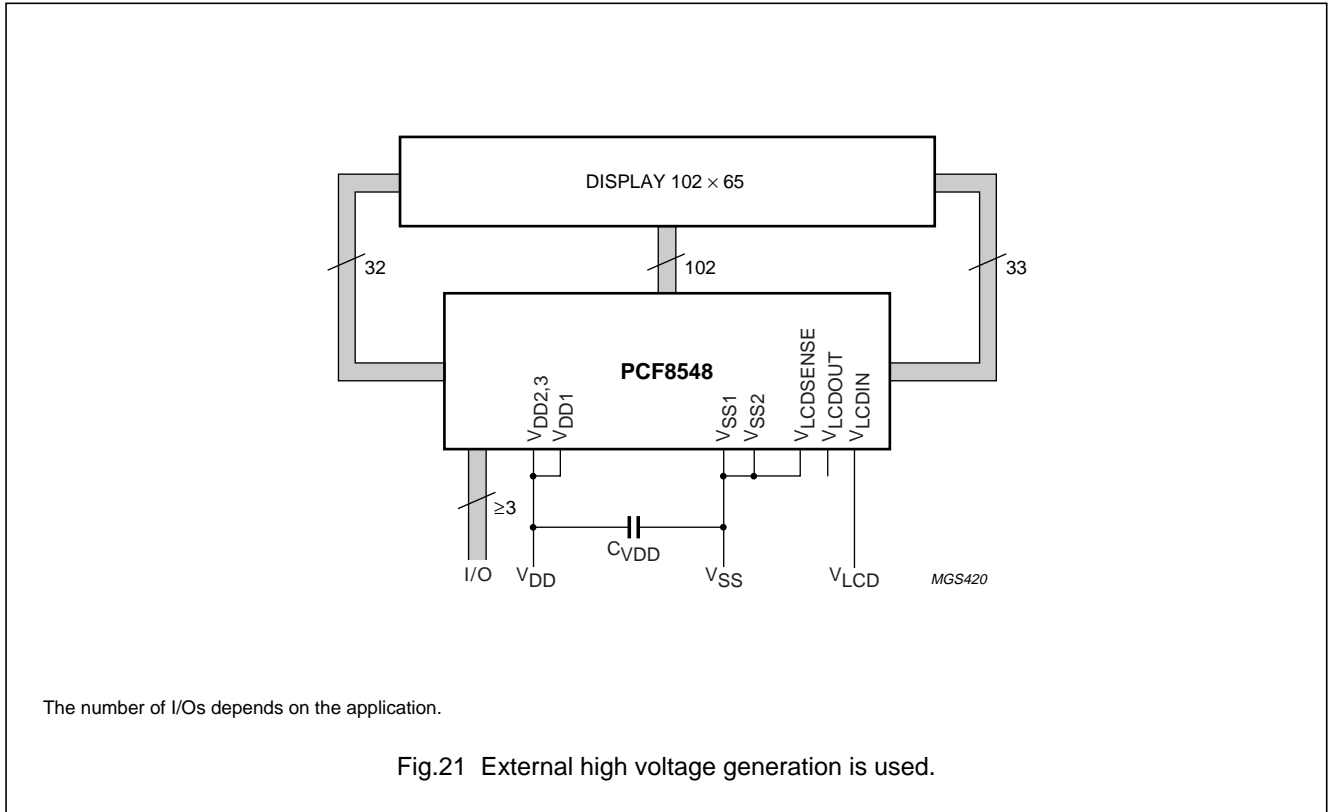 DISPLAY 102 × 65
32
102
33
PCF8548
VDD2,3
VDD1
VSS1
VSS2
VLCDSENSE
VLCDOUT
VLCDIN
≥3
CVDD
I/O
VDD
VSS
VLCD
MGS420
The number of I/Os depends on the application.
Fig.21 External high voltage generation is used.